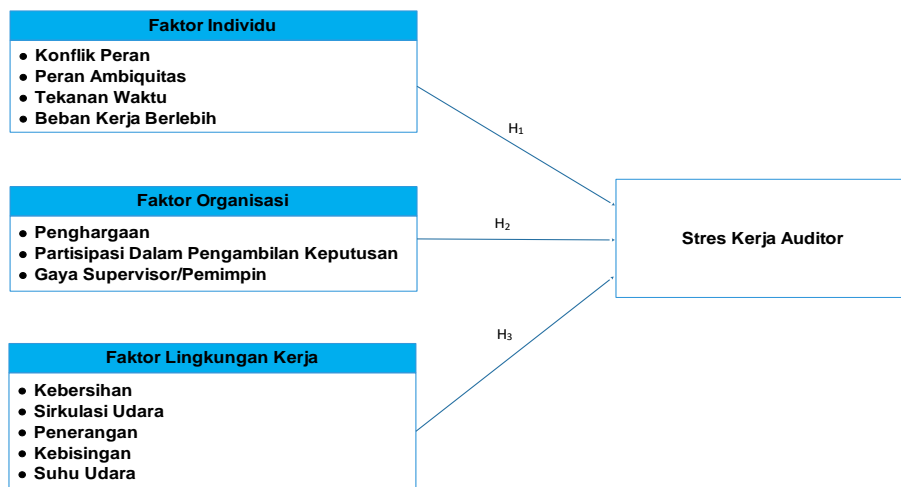 Faktor Individu
● Konflik Peran
● Peran Ambiquitas
● Tekanan Waktu
● Beban Kerja Berlebih
H₁
Faktor Organisasi
● Penghargaan
● Partisipasi Dalam Pengambilan Keputusan
● Gaya Supervisor/Pemimpin
H₂
Stres Kerja Auditor
H₃
Faktor Lingkungan Kerja
● Kebersihan
● Sirkulasi Udara
● Penerangan
● Kebisingan
● Suhu Udara